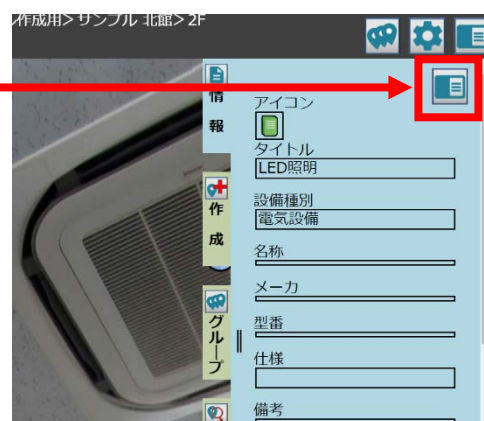 作成用> サンプル 北館> 2F
情報
アイコン
タイトル
LED照明
設備種別
電気設備
作成
名称
メーカ
グループ
型番
仕様
備考